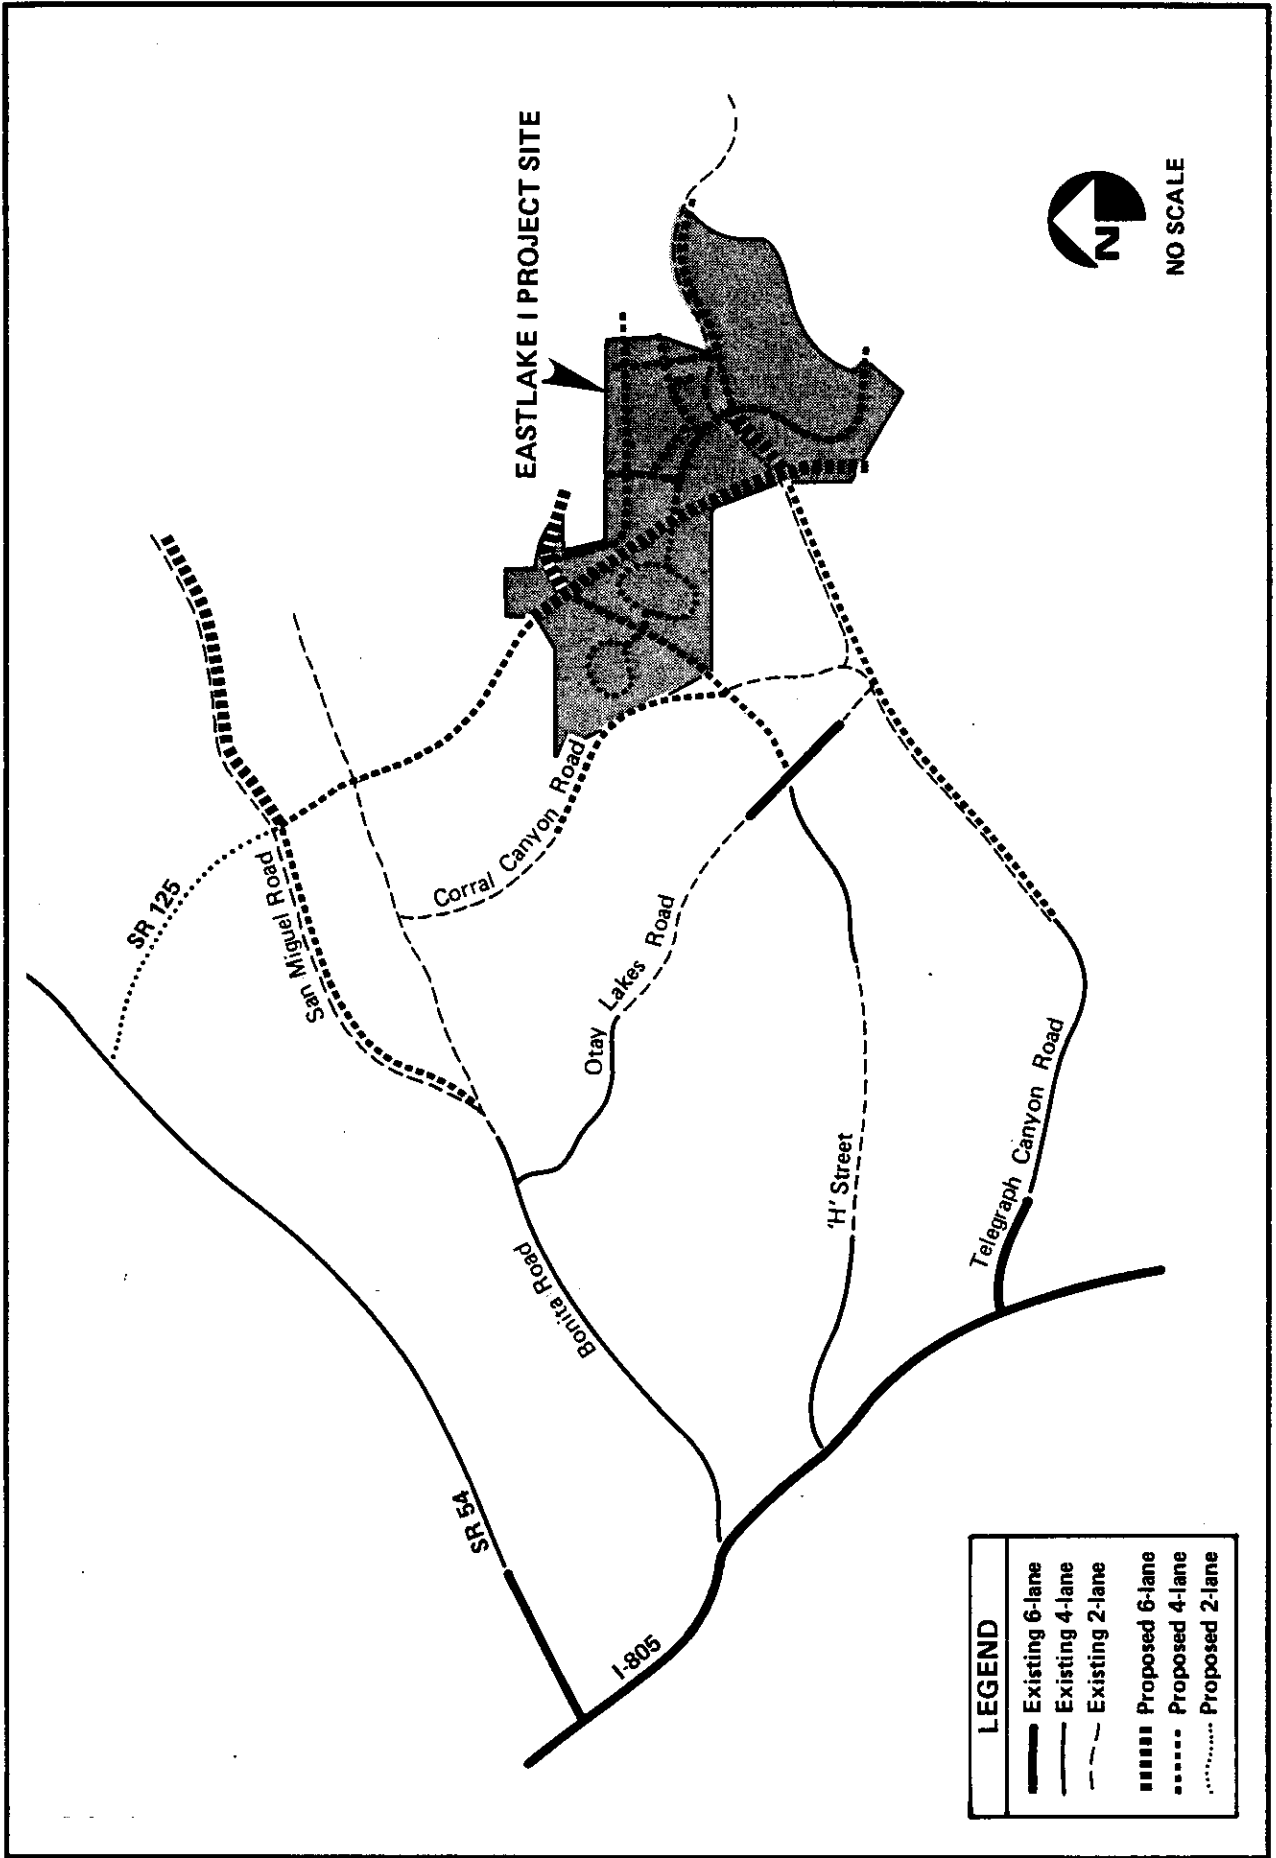 EASTLAKE I PROJECT SITE
SR 125
San Miguel Road
Corral Canyon Road
Otay Lakes Road
SR 54
Bonita Road
'H' Street
I-805
Telegraph Canyon Road
N
NO SCALE
LEGEND
Existing 6-lane
Existing 4-lane
Existing 2-lane
Proposed 6-lane
Proposed 4-lane
Proposed 2-lane